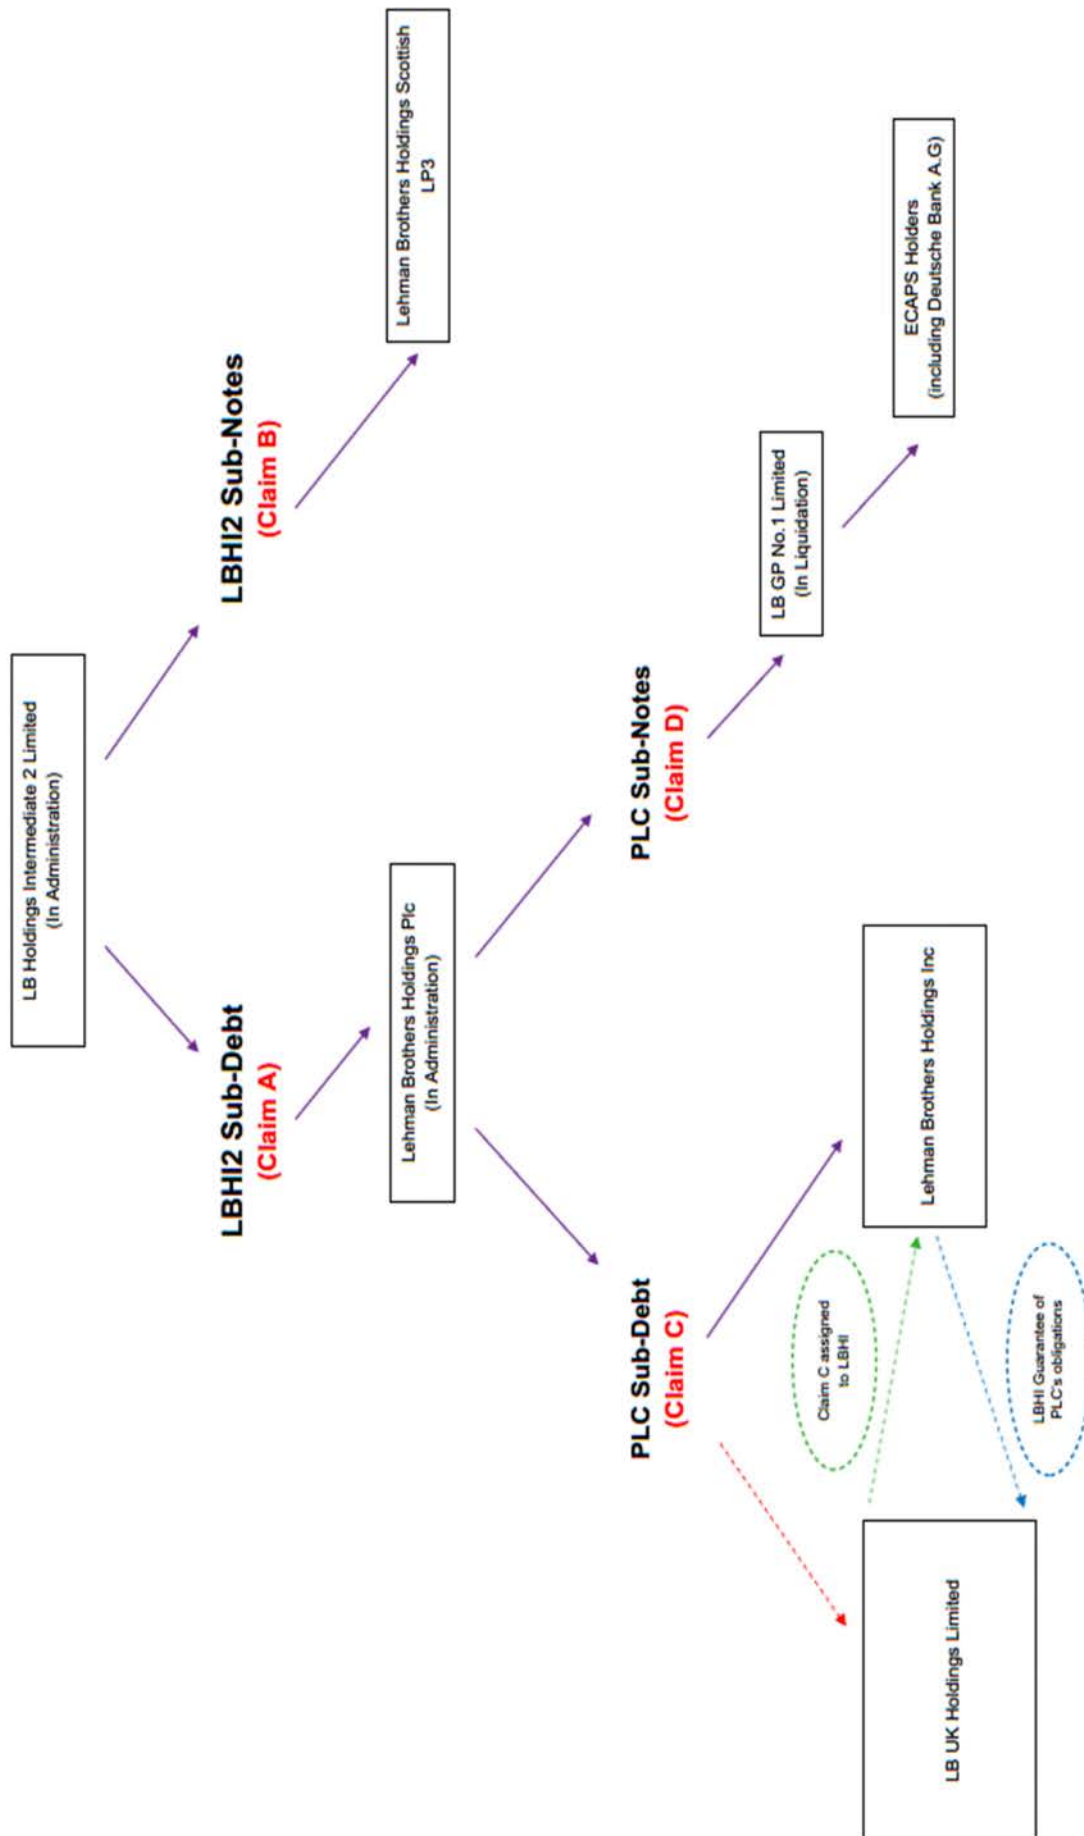 LB Holdings Intermediate 2 Limited
(In Administration)
LBHI2 Sub-Debt
(Claim A)
LBHI2 Sub-Notes
(Claim B)
Lehman Brothers Holdings Plc
(In Administration)
Lehman Brothers Holdings Scottish
LP3
PLC Sub-Debt
(Claim C)
PLC Sub-Notes
(Claim D)
LB GP No.1 Limited
(In Liquidation)
Claim C assigned
to LBHI
LB UK Holdings Limited
Lehman Brothers Holdings Inc
ECAPS Holders
(including Deutsche Bank A.G)
LBHI Guarantee of
PLC's obligations